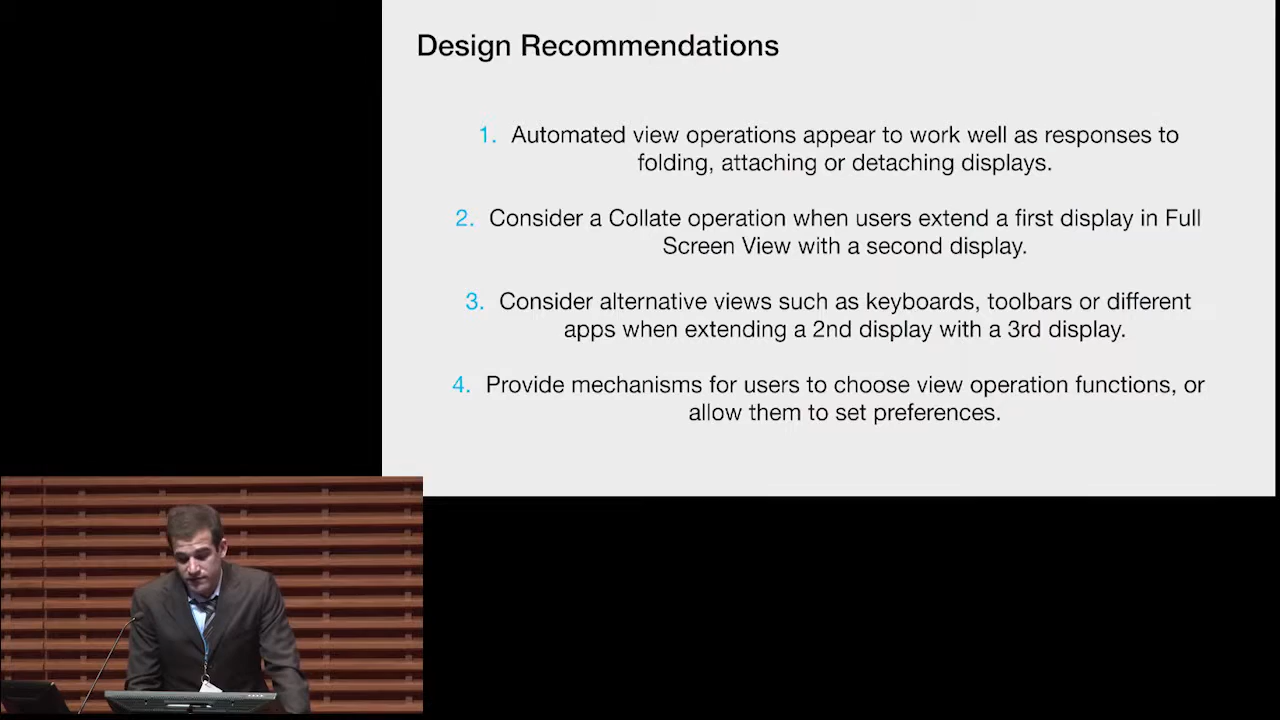 Design Recommendations
1. Automated view operations appear to work well as responses to
folding, attaching or detaching displays.
2. Consider a Collate operation when users extend a first display in Full
Screen View with a second display.
3. Consider alternative views such as keyboards, toolbars or different
apps when extending a 2nd display with a 3rd display.
4. Provide mechanisms for users to choose view operation functions, or
allow them to set preferences.